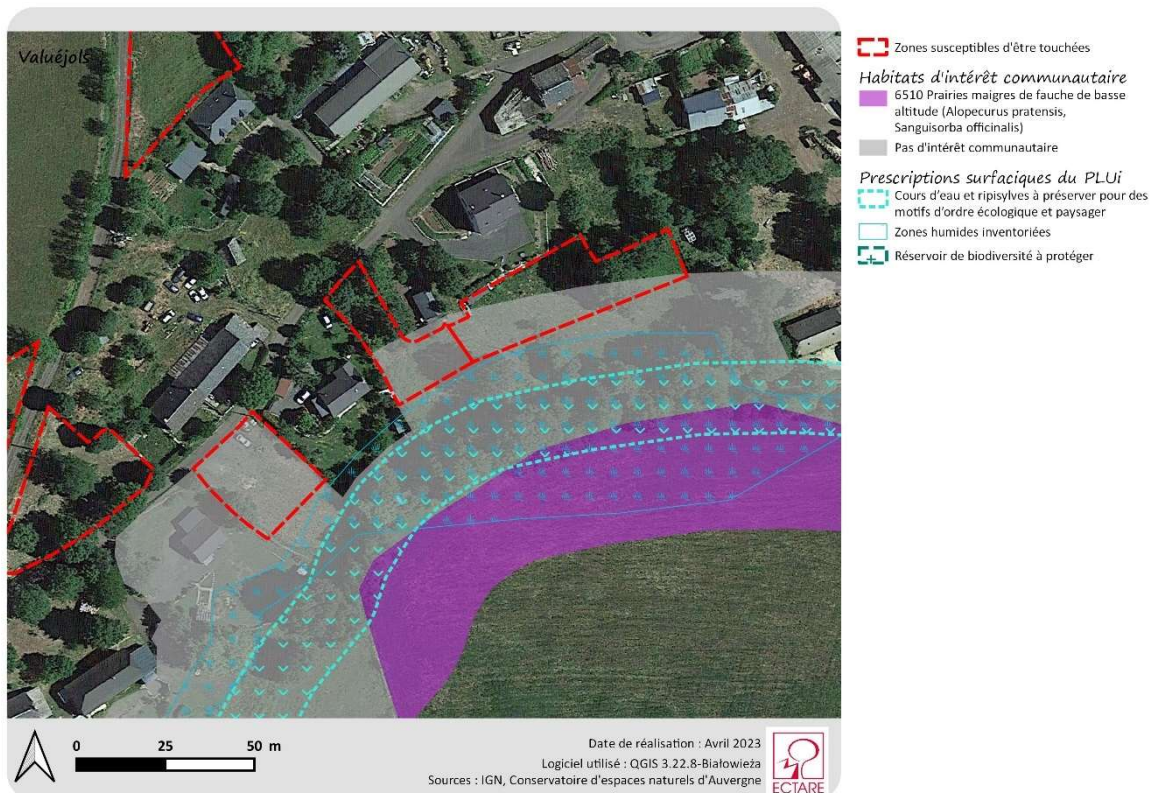 Valuéjols
Zones susceptibles d'être touchées
Habitats d'intérêt communautaire
6510 Prairies maigres de fauche de basse
altitude (Alopecurus pratensis,
Sanguisorba officinalis)
Pas d'intérêt communautaire
Prescriptions surfaciques du PLUi
Cours d'eau et ripisylves à préserver pour des
motifs d'ordre écologique et paysager
Zones humides inventoriées
Réservoir de biodiversité à protéger
0 25 50 m
Date de réalisation : Avril 2023
Logiciel utilisé : QGIS 3.22.8-Białowieża
Sources : IGN, Conservatoire d'espaces naturels d'Auvergne
ECTARE